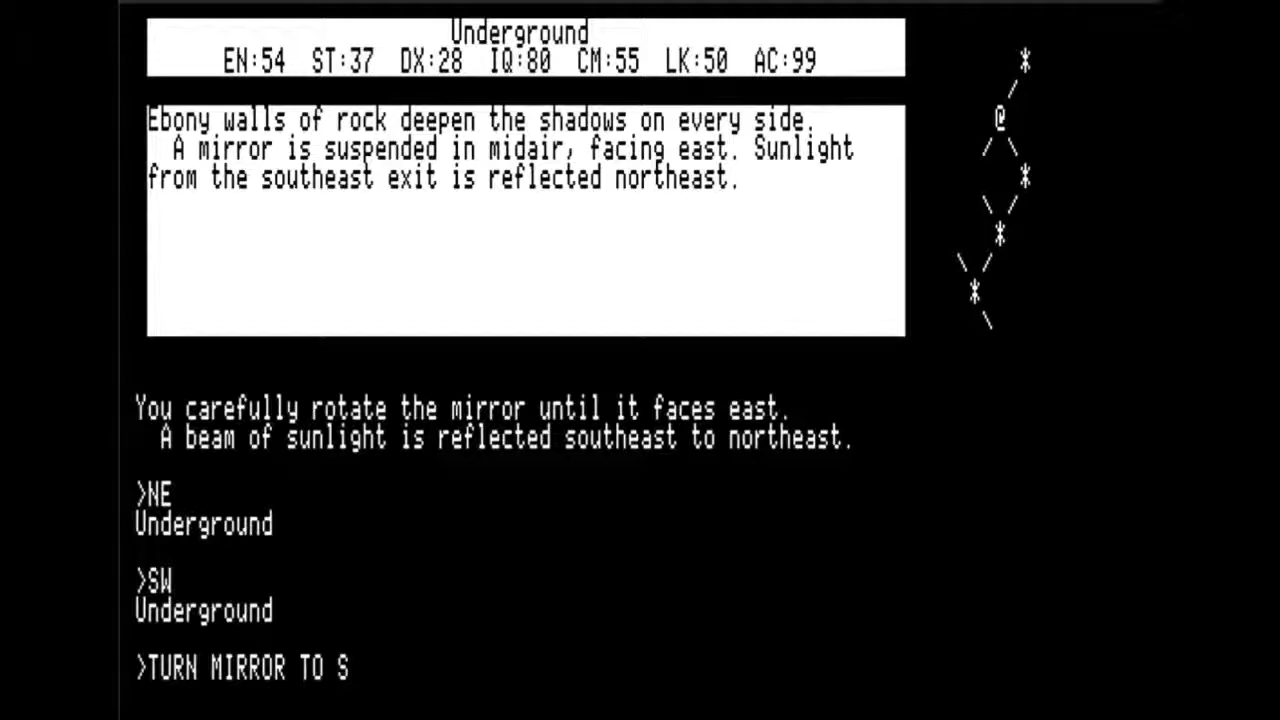 Underground
EN:54 ST:37 DX:28 IQ:80 CM:55 LK:50 AC:99
Ebony walls of rock deepen the shadows on every side.
A mirror is suspended in midair, facing east. Sunlight
from the southeast exit is reflected northeast.
*
/
@
/ \
*
\ /
*
\ /
*
\
You carefully rotate the mirror until it faces east.
A beam of sunlight is reflected southeast to northeast.
>NE
Underground
>SW
Underground
>TURN MIRROR TO S